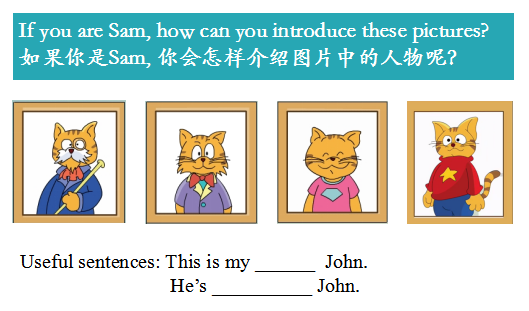 If you are Sam, how can you introduce these pictures?
如果你是Sam, 你会怎样介绍图片中的人物呢?
Useful sentences: This is my ______ John.
He’s __________ John.